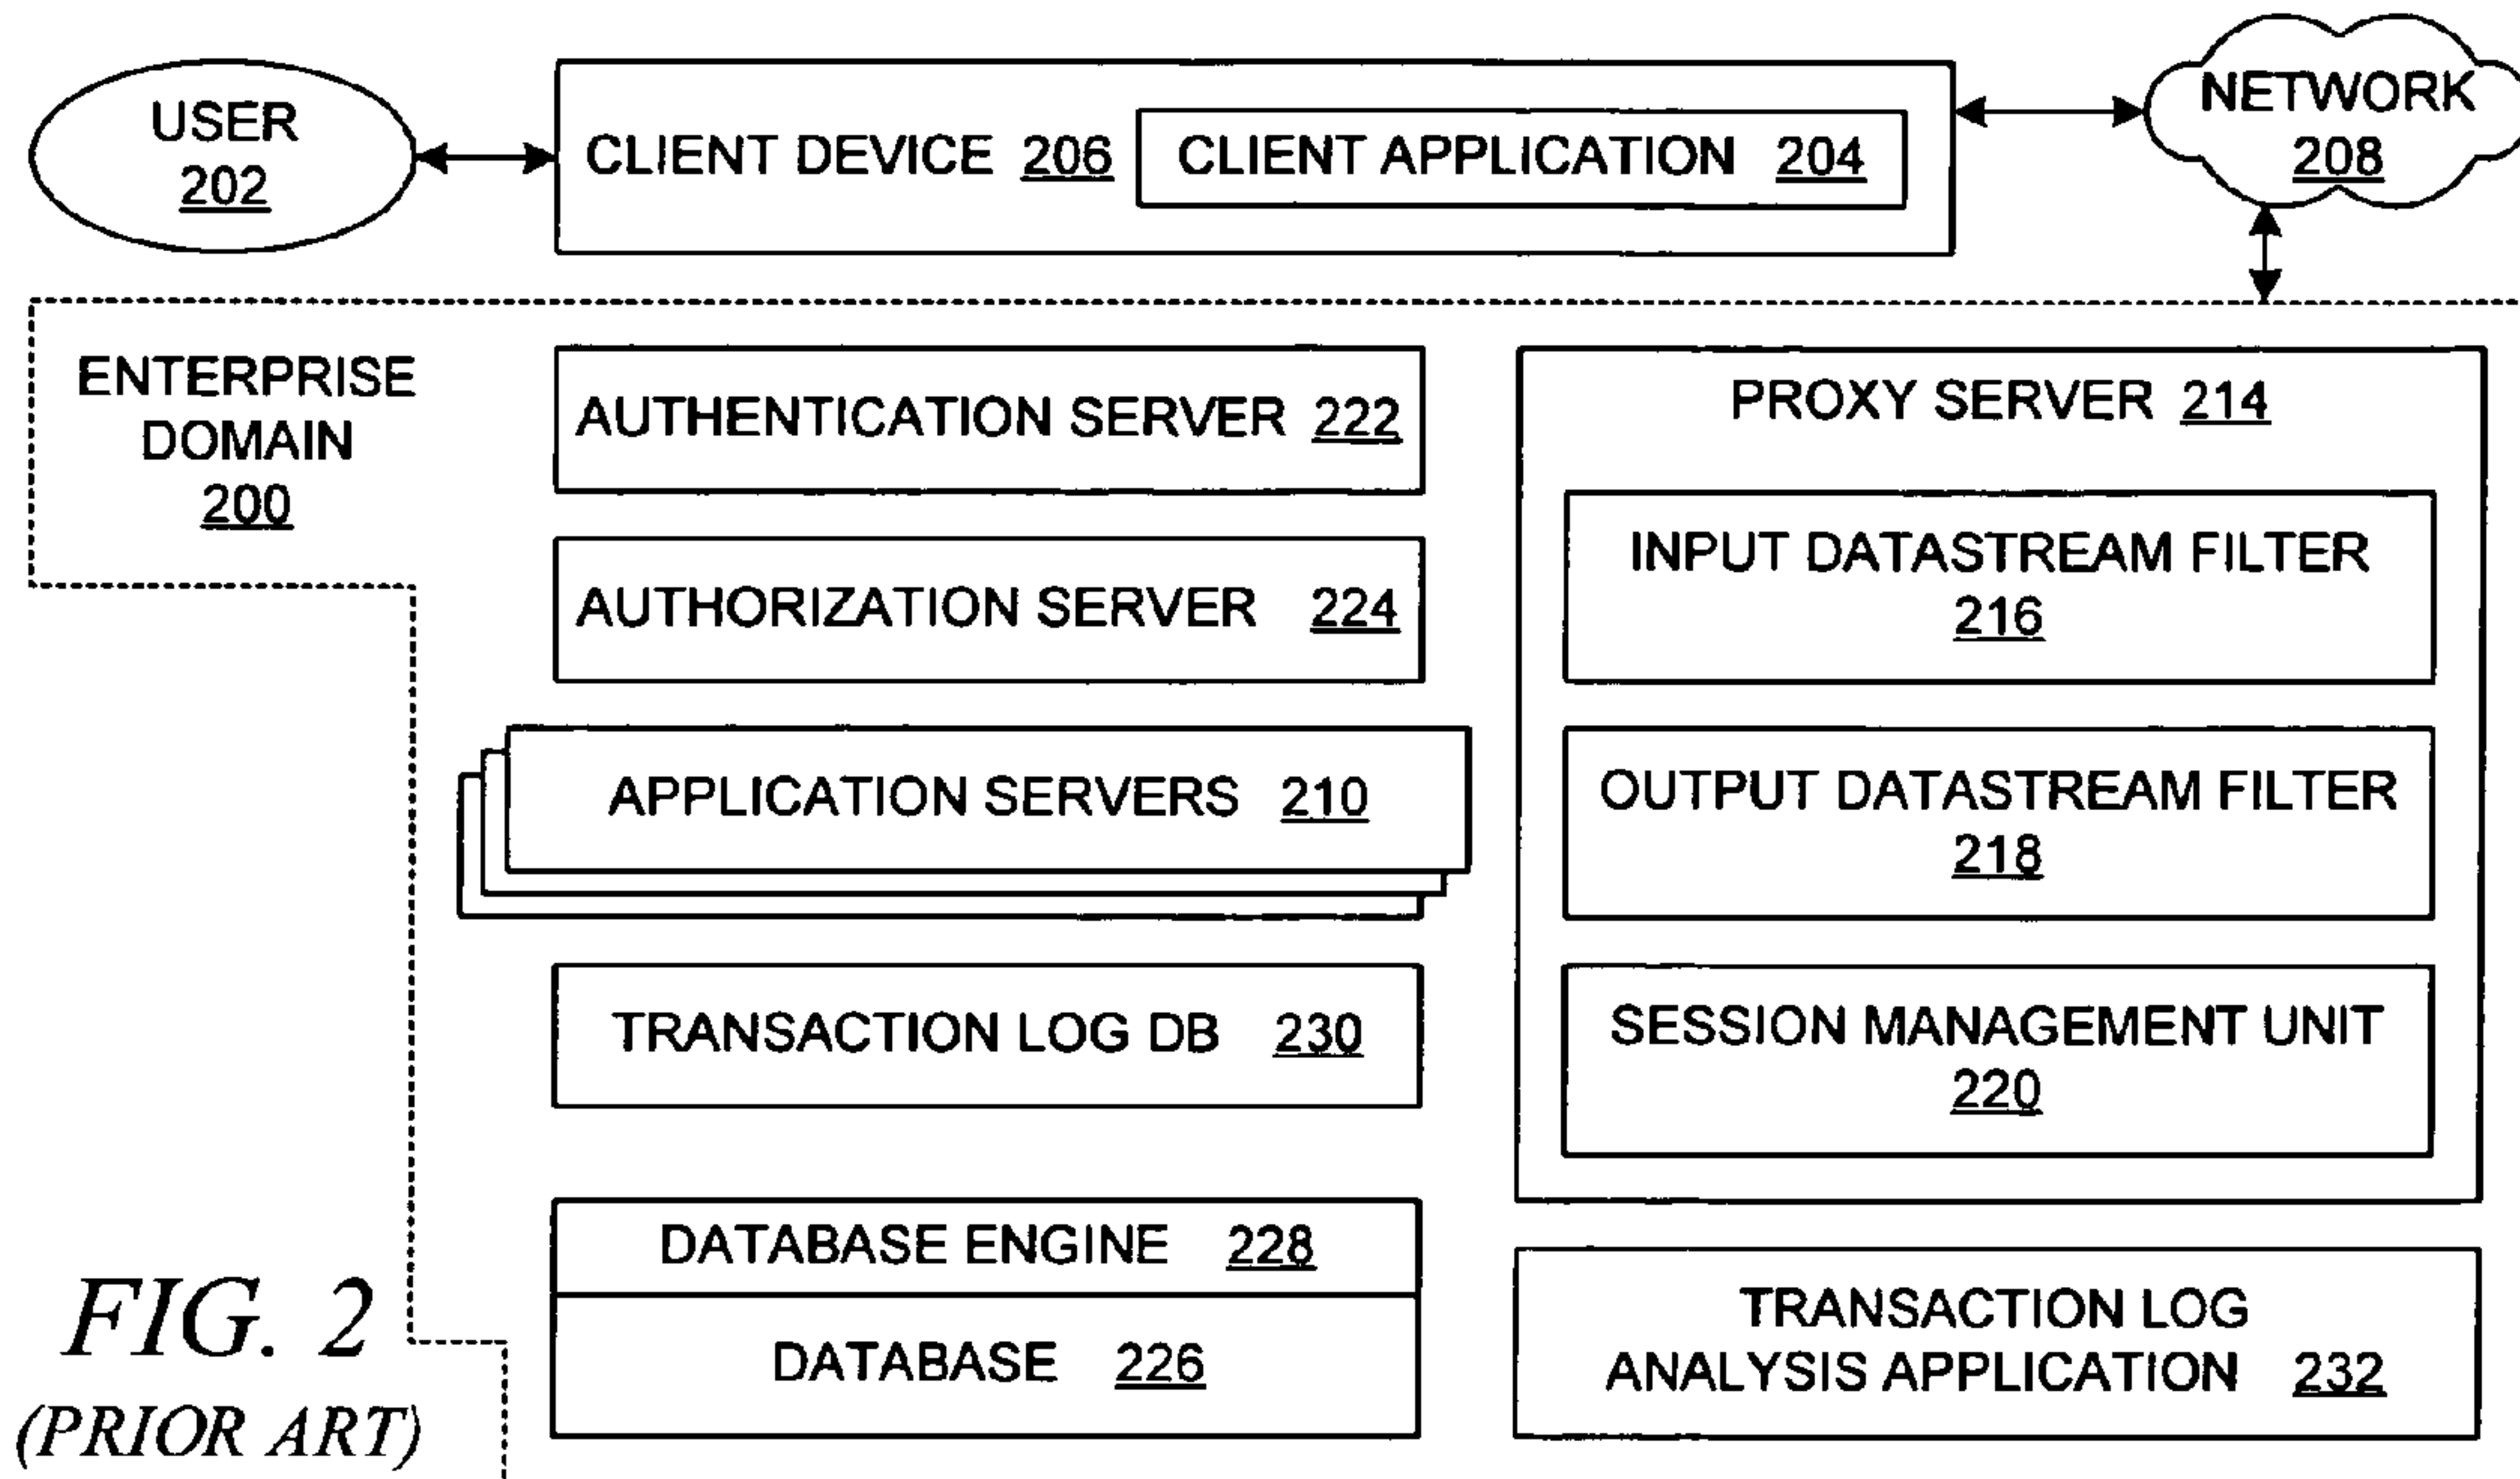 USER
202
CLIENT DEVICE 206
CLIENT APPLICATION 204
NETWORK
208
ENTERPRISE
DOMAIN
200
AUTHENTICATION SERVER 222
AUTHORIZATION SERVER 224
APPLICATION SERVERS 210
TRANSACTION LOG DB 230
DATABASE ENGINE 228
DATABASE 226
PROXY SERVER 214
INPUT DATASTREAM FILTER
216
OUTPUT DATASTREAM FILTER
218
SESSION MANAGEMENT UNIT
220
TRANSACTION LOG
ANALYSIS APPLICATION 232
FIG. 2
(PRIOR ART)